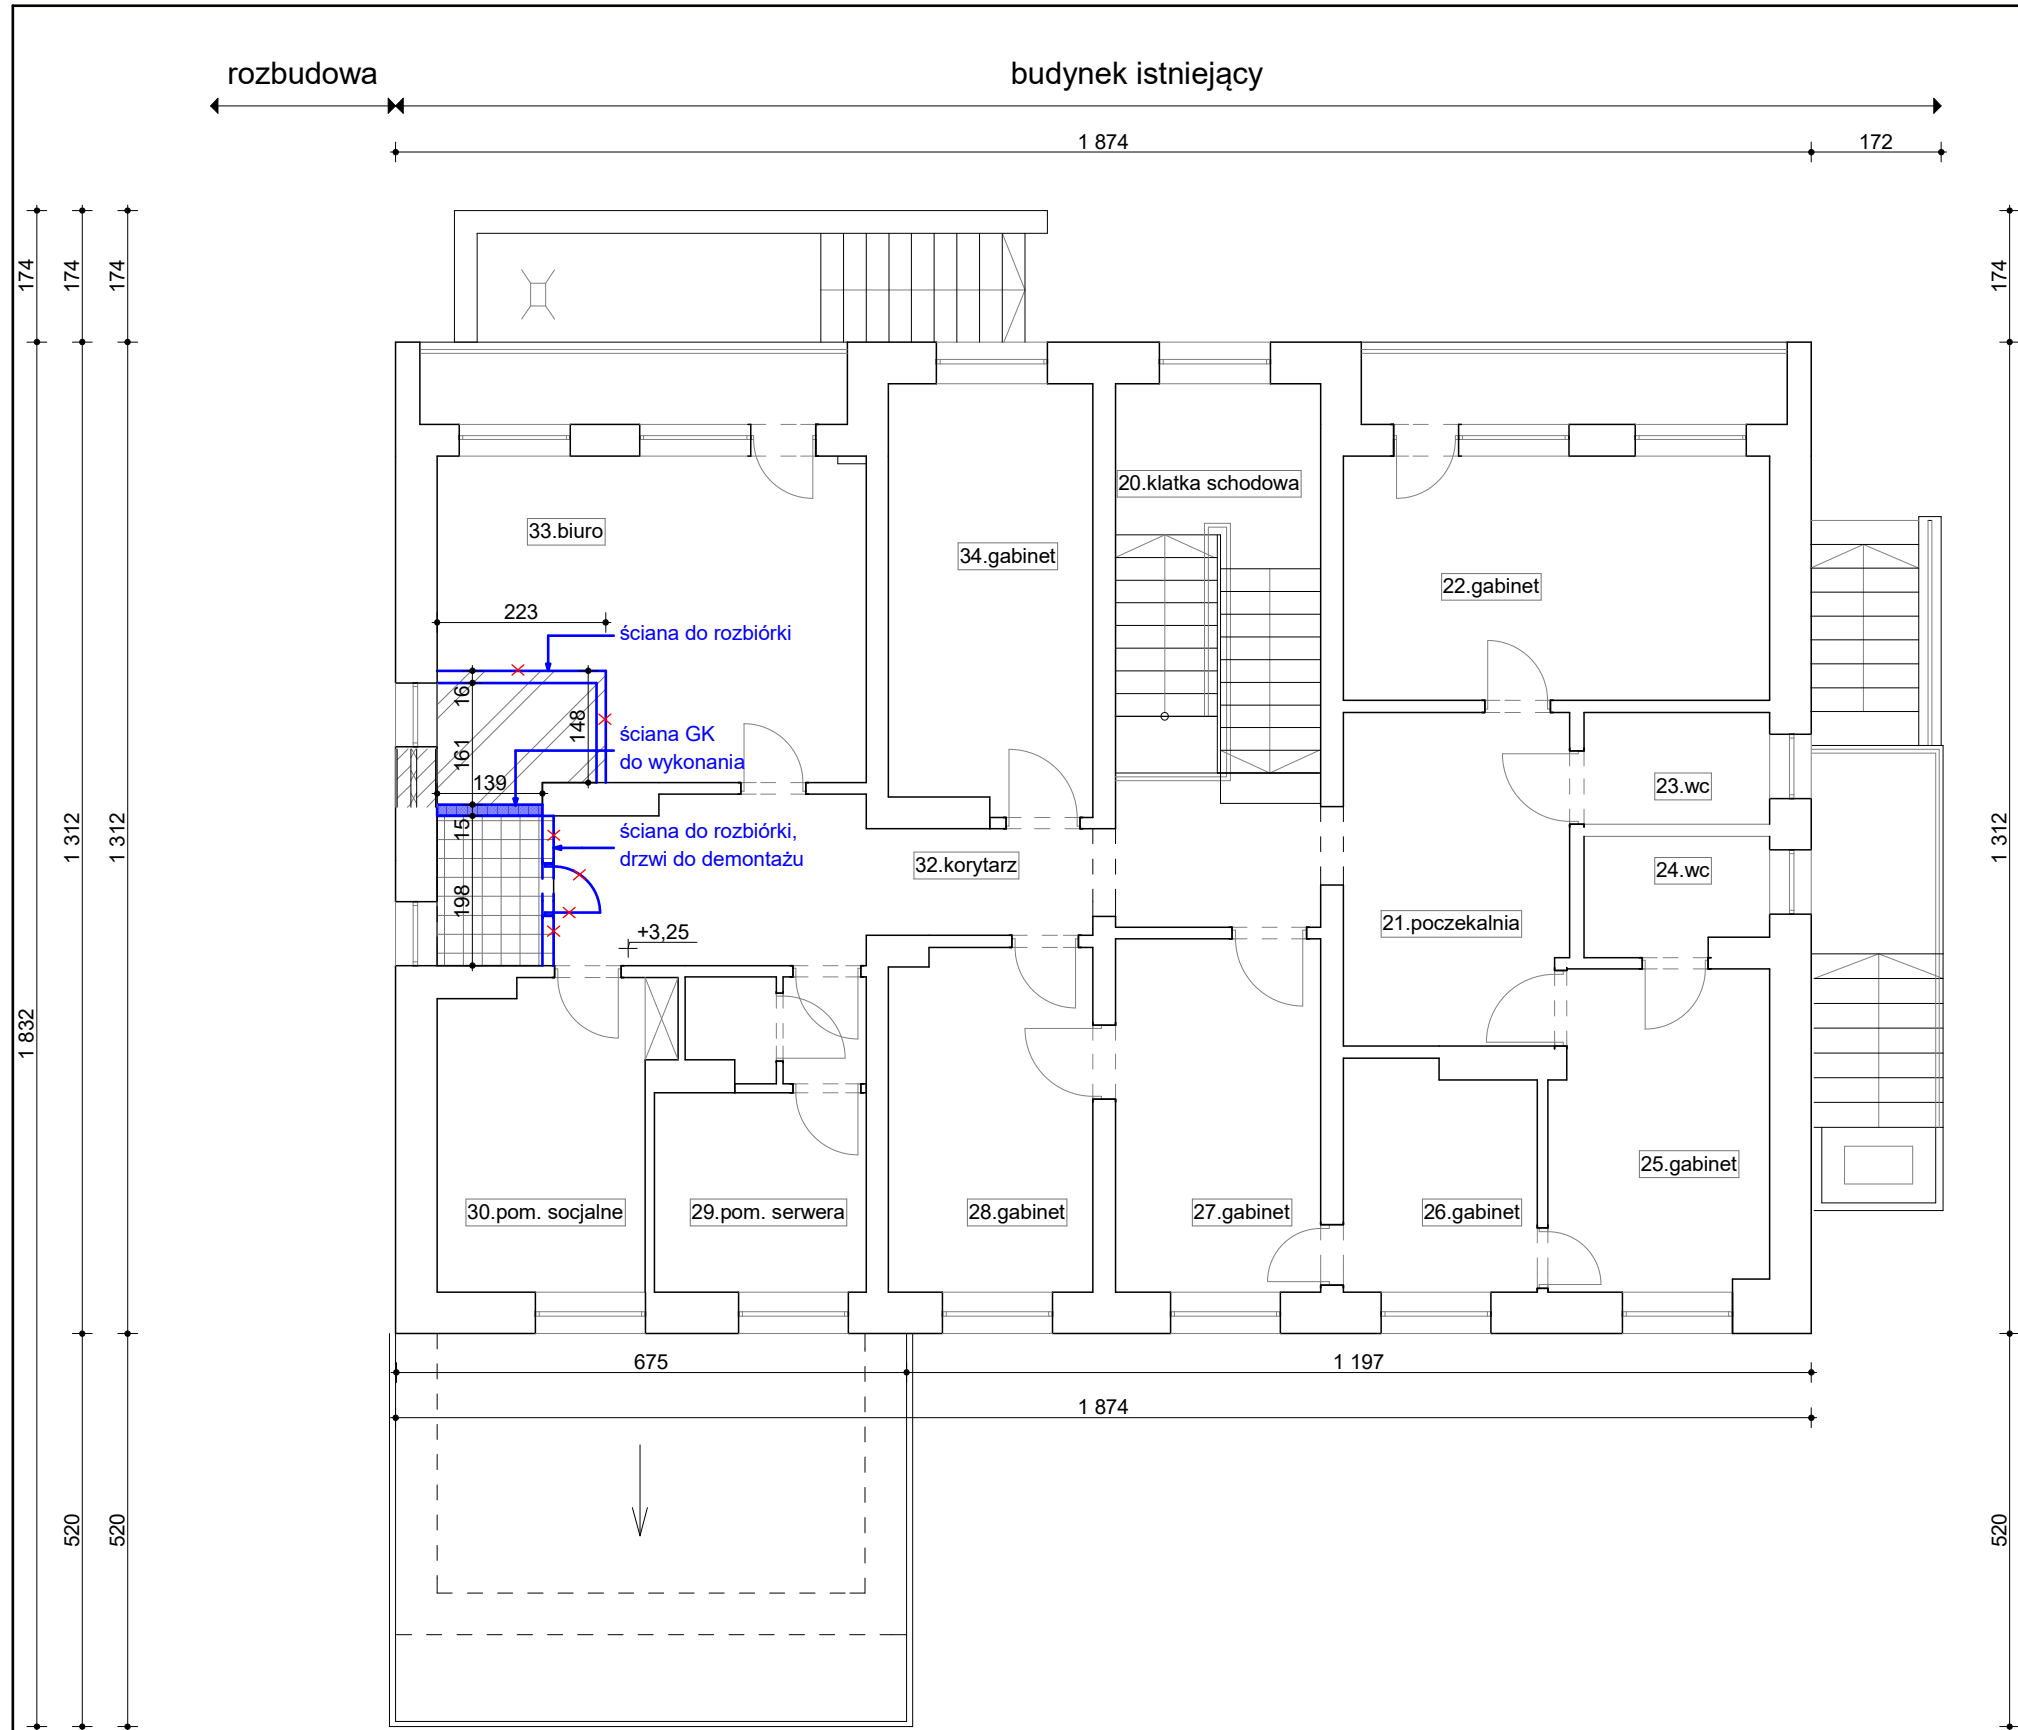 rozbudowa
budynek istniejący
1 874
172
174
174
174
174
33.biuro
20.klatka schodowa
34.gabinet
22.gabinet
223
ściana do rozbiórki
16
148
161
ściana GK
do wykonania
139
15
ściana do rozbiórki,
drzwi do demontażu
23.wc
24.wc
1 312
1 312
1 312
32.korytarz
198
21.poczekalnia
+3,25
1 832
25.gabinet
30.pom. socjalne
29.pom. serwera
28.gabinet
27.gabinet
26.gabinet
675
1 197
1 874
520
520
520